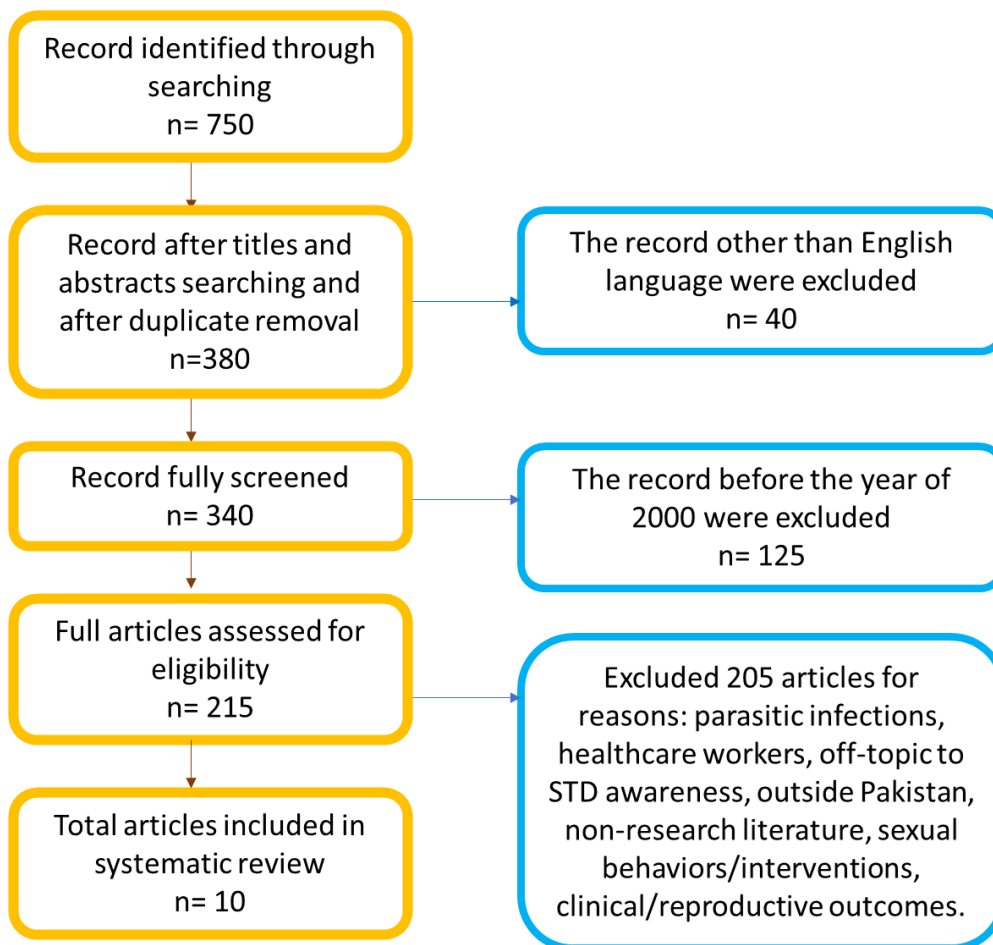 Record identified through
searching
n= 750
Record after titles and
abstracts searching and
after duplicate removal
n=380
The record other than English
language were excluded
n= 40
Record fully screened
n= 340
The record before the year of
2000 were excluded
n= 125
Full articles assessed for
eligibility
n= 215
Excluded 205 articles for
reasons: parasitic infections,
healthcare workers, off-topic to
STD awareness, outside Pakistan,
non-research literature, sexual
behaviors/interventions,
clinical/reproductive outcomes.
Total articles included in
systematic review
n= 10